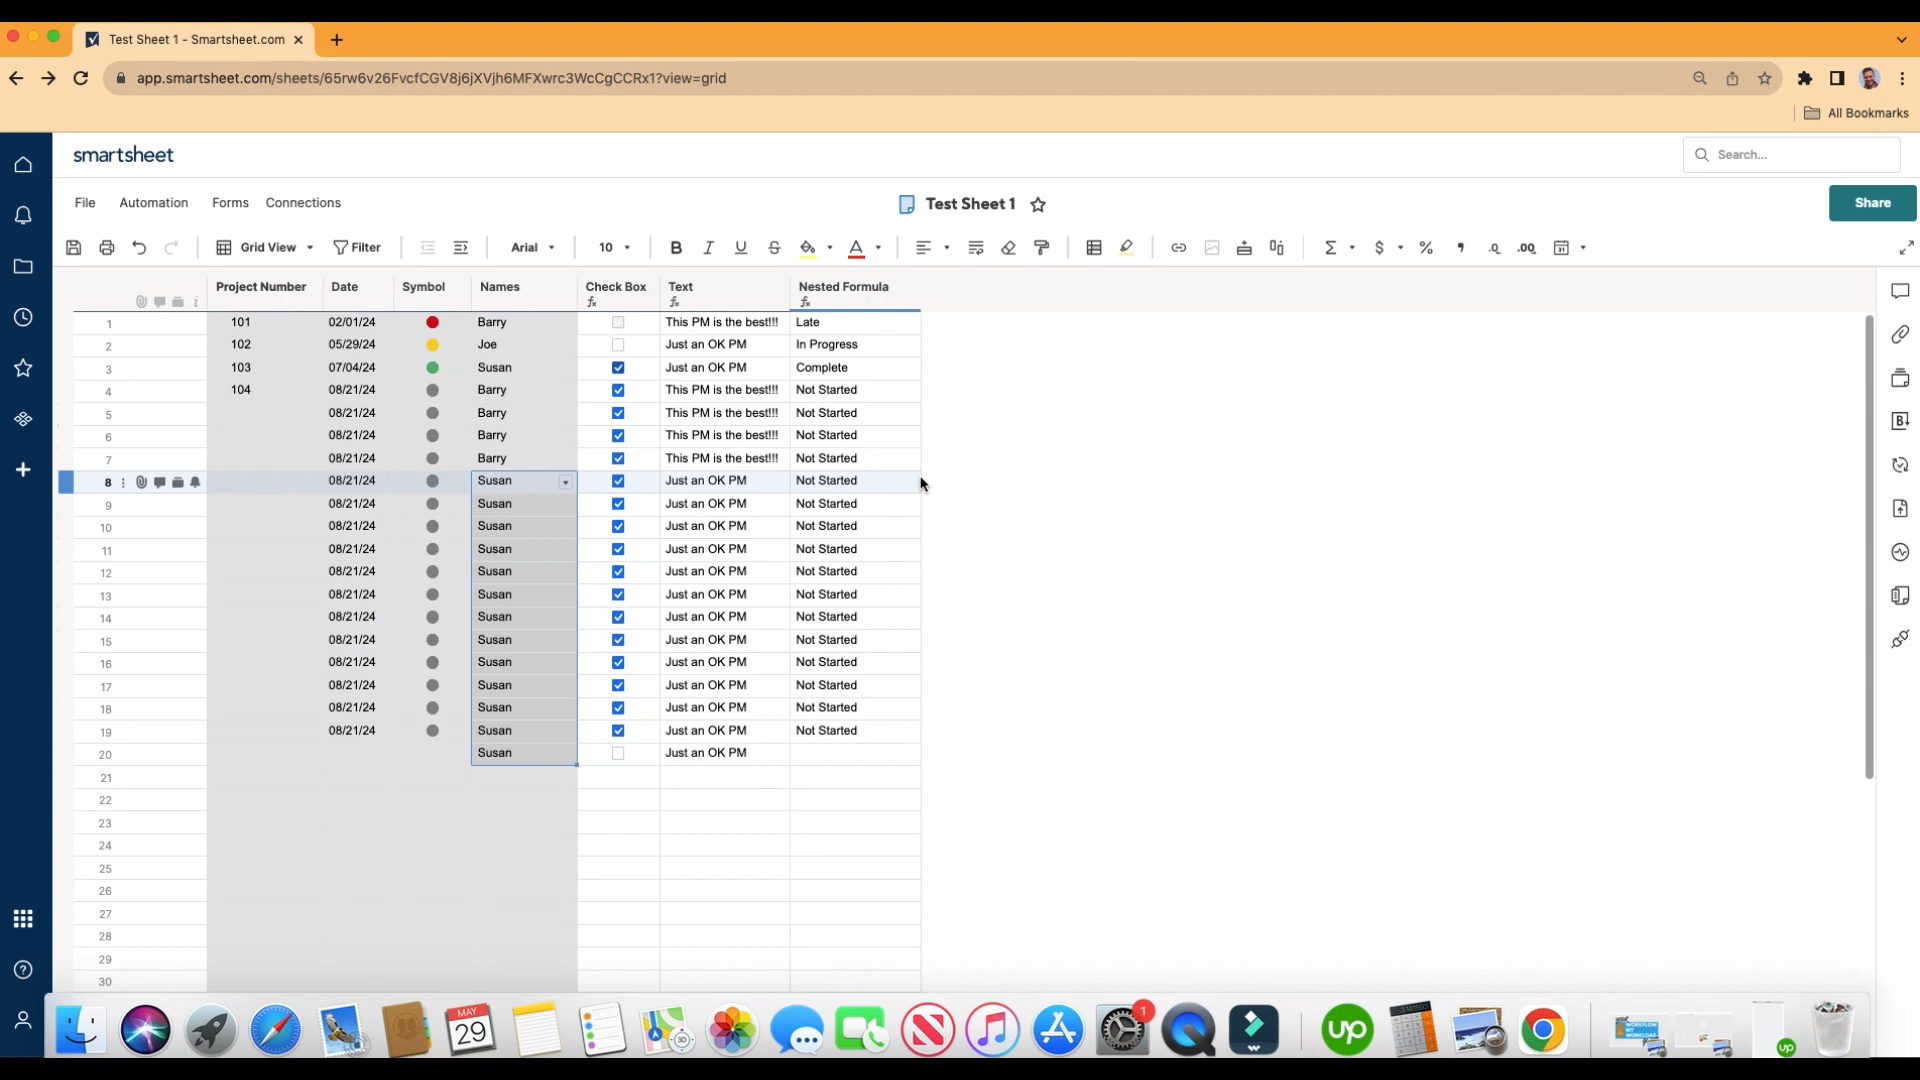 Test Sheet 1 - Smartsheet.com
app.smartsheet.com/sheets/65rw6v26FvcfCGV8j6jXVjh6MFXwrc3WcCgCCRx1?view=grid
All Bookmarks
smartsheet
Search...
File Automation Forms Connections
Test Sheet 1
Share
Grid View Filter Arial 10
Project Number Date Symbol Names Check Box Text Nested Formula
1 101 02/01/24 Barry This PM is the best!!! Late
2 102 05/29/24 Joe Just an OK PM In Progress
3 103 07/04/24 Susan Just an OK PM Complete
4 104 08/21/24 Barry This PM is the best!!! Not Started
5 08/21/24 Barry This PM is the best!!! Not Started
6 08/21/24 Barry This PM is the best!!! Not Started
7 08/21/24 Barry This PM is the best!!! Not Started
8 08/21/24 Susan Just an OK PM Not Started
9 08/21/24 Susan Just an OK PM Not Started
10 08/21/24 Susan Just an OK PM Not Started
11 08/21/24 Susan Just an OK PM Not Started
12 08/21/24 Susan Just an OK PM Not Started
13 08/21/24 Susan Just an OK PM Not Started
14 08/21/24 Susan Just an OK PM Not Started
15 08/21/24 Susan Just an OK PM Not Started
16 08/21/24 Susan Just an OK PM Not Started
17 08/21/24 Susan Just an OK PM Not Started
18 08/21/24 Susan Just an OK PM Not Started
19 08/21/24 Susan Just an OK PM Not Started
20 Susan Just an OK PM
21
22
23
24
25
26
27
28
29
30
MAY
29
1
up